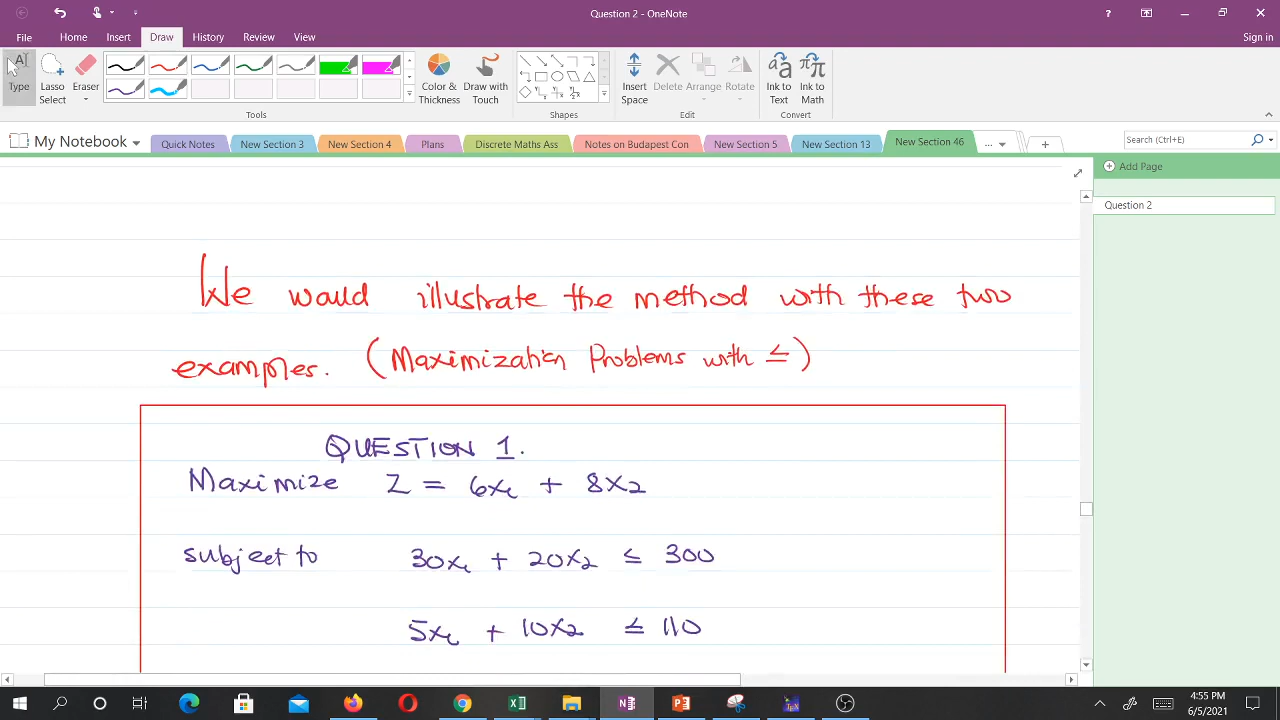 Question 2 - OneNote
Sign in
File Home Insert Draw History Review View
Type
Lasso Select
Eraser
Color & Thickness
Draw with Touch
Insert Space
Delete
Arrange
Rotate
Ink to Text
Ink to Math
Tools
Shapes
Edit
Convert
My Notebook
Quick Notes
New Section 3
New Section 4
Plans
Discrete Maths Ass
Notes on Budapest Con
New Section 5
New Section 13
New Section 46
...
Search (Ctrl+E)
Add Page
Question 2
We would illustrate the method with these two
examples. (Maximization Problems with ≤)
QUESTION 1.
Maximize Z = 6x₁ + 8x₂
subject to 30x₁ + 20x₂ ≤ 300
5x₁ + 10x₂ ≤ 110
4:55 PM
6/5/2021